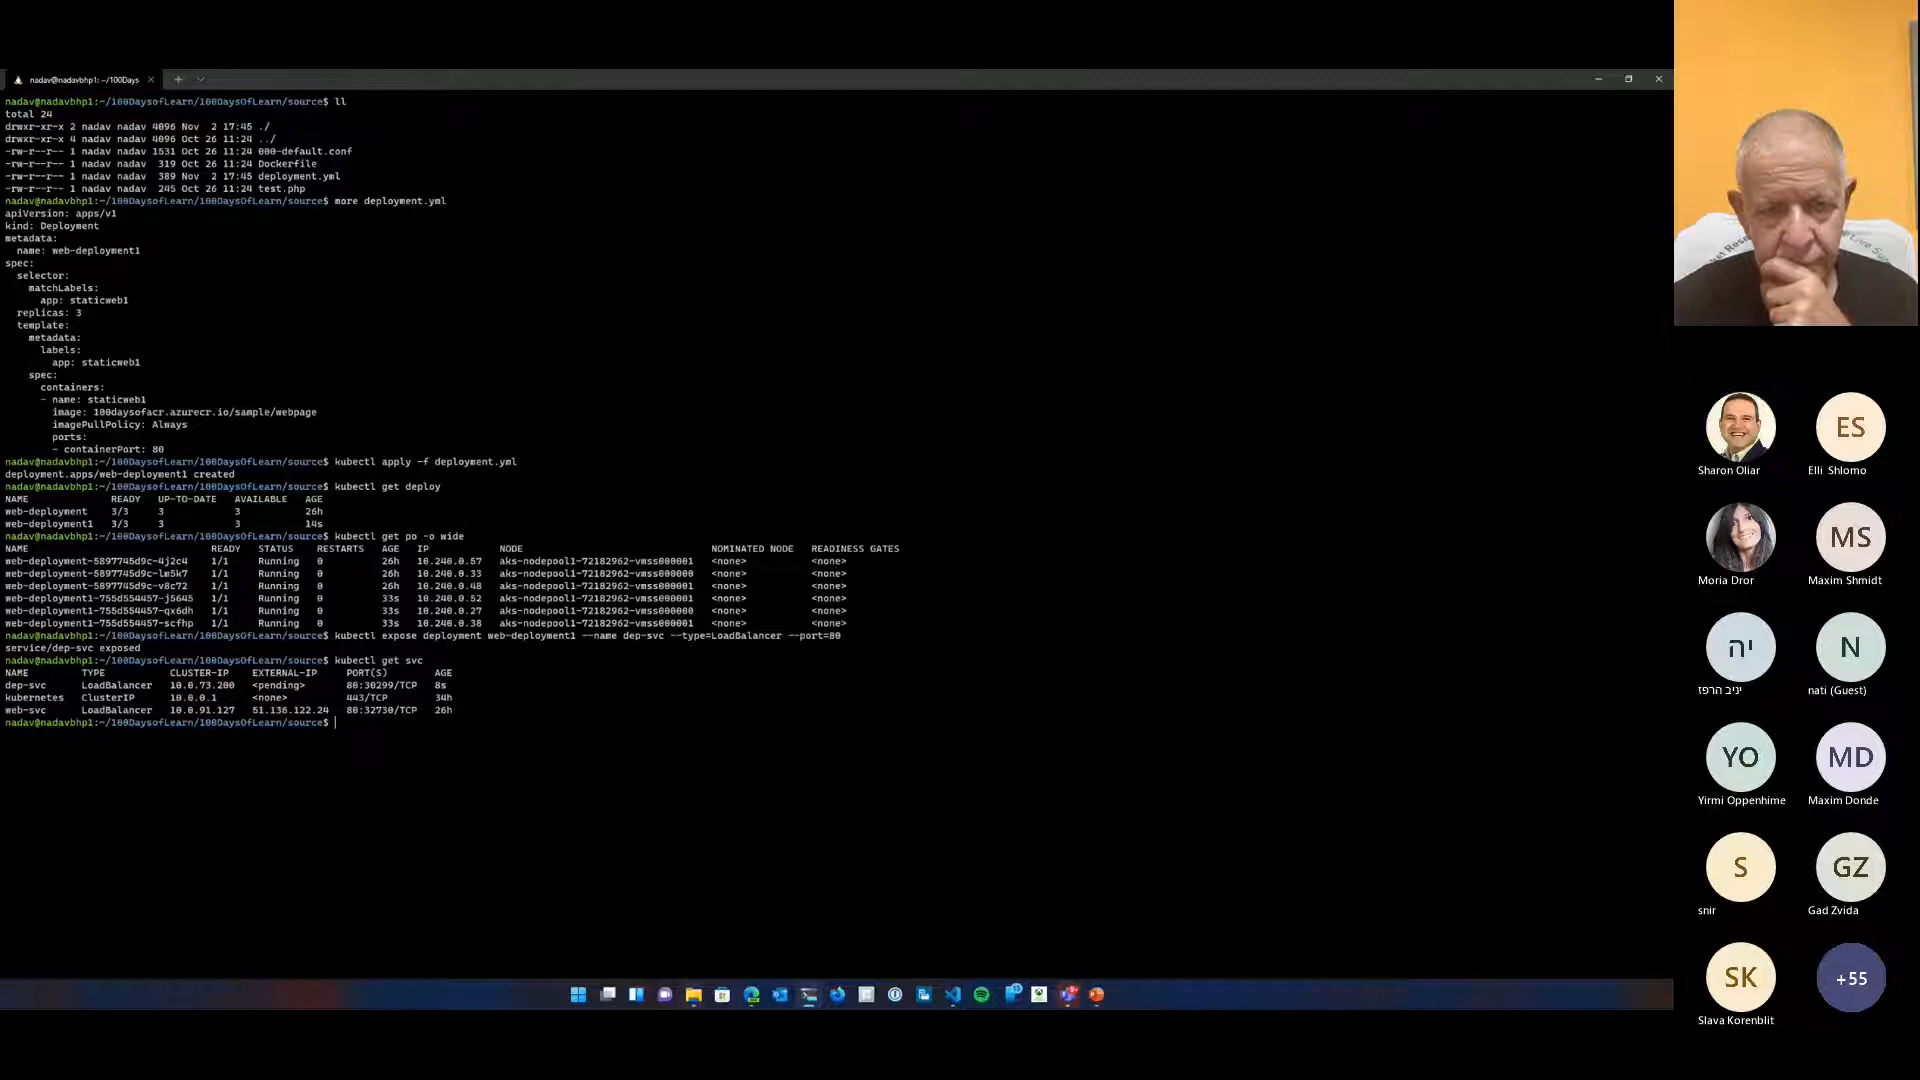 nadav@nadavbhp1: ~/100Days
nadav@nadavbhp1:~/100DaysofLearn/100DaysOfLearn/source$ ll
total 24
drwxr-xr-x 2 nadav nadav 4096 Nov  2 17:45 ./
drwxr-xr-x 4 nadav nadav 4096 Oct 26 11:24 ../
-rw-r--r-- 1 nadav nadav 1531 Oct 26 11:24 000-default.conf
-rw-r--r-- 1 nadav nadav  319 Oct 26 11:24 Dockerfile
-rw-r--r-- 1 nadav nadav  389 Nov  2 17:45 deployment.yml
-rw-r--r-- 1 nadav nadav  245 Oct 26 11:24 test.php
nadav@nadavbhp1:~/100DaysofLearn/100DaysOfLearn/source$ more deployment.yml
apiVersion: apps/v1
kind: Deployment
metadata:
  name: web-deployment1
spec:
  selector:
    matchLabels:
      app: staticweb1
  replicas: 3
  template:
    metadata:
      labels:
        app: staticweb1
    spec:
      containers:
      - name: staticweb1
        image: 100daysofacr.azurecr.io/sample/webpage
        imagePullPolicy: Always
        ports:
        - containerPort: 80
nadav@nadavbhp1:~/100DaysofLearn/100DaysOfLearn/source$ kubectl apply -f deployment.yml
deployment.apps/web-deployment1 created
nadav@nadavbhp1:~/100DaysofLearn/100DaysOfLearn/source$ kubectl get deploy
NAME              READY   UP-TO-DATE   AVAILABLE   AGE
web-deployment    3/3     3            3           26h
web-deployment1   3/3     3            3           14s
nadav@nadavbhp1:~/100DaysofLearn/100DaysOfLearn/source$ kubectl get po -o wide
NAME                               READY   STATUS    RESTARTS   AGE   IP            NODE                                NOMINATED NODE   READINESS GATES
web-deployment-5897745d9c-4j2c4    1/1     Running   0          26h   10.240.0.57   aks-nodepool1-72182962-vmss000001   <none>           <none>
web-deployment-5897745d9c-lm5k7    1/1     Running   0          26h   10.240.0.33   aks-nodepool1-72182962-vmss000000   <none>           <none>
web-deployment-5897745d9c-v8c72    1/1     Running   0          26h   10.240.0.48   aks-nodepool1-72182962-vmss000001   <none>           <none>
web-deployment1-755d554457-j5645   1/1     Running   0          33s   10.240.0.52   aks-nodepool1-72182962-vmss000001   <none>           <none>
web-deployment1-755d554457-qx6dh   1/1     Running   0          33s   10.240.0.27   aks-nodepool1-72182962-vmss000000   <none>           <none>
web-deployment1-755d554457-scfhp   1/1     Running   0          33s   10.240.0.38   aks-nodepool1-72182962-vmss000001   <none>           <none>
nadav@nadavbhp1:~/100DaysofLearn/100DaysOfLearn/source$ kubectl expose deployment web-deployment1 --name dep-svc --type=LoadBalancer --port=80
service/dep-svc exposed
nadav@nadavbhp1:~/100DaysofLearn/100DaysOfLearn/source$ kubectl get svc
NAME         TYPE           CLUSTER-IP    EXTERNAL-IP     PORT(S)        AGE
dep-svc      LoadBalancer   10.0.73.200   <pending>       80:30299/TCP   8s
kubernetes   ClusterIP      10.0.0.1      <none>          443/TCP        34h
web-svc      LoadBalancer   10.0.91.127   51.136.122.24   80:32730/TCP   26h
nadav@nadavbhp1:~/100DaysofLearn/100DaysOfLearn/source$
ES
Sharon Oliar
Elli Shlomo
MS
Moria Dror
Maxim Shmidt
יה
N
יניב הרפז
nati (Guest)
YO
MD
Yirmi Oppenhime
Maxim Donde
S
GZ
snir
Gad Zvida
SK
+55
Slava Korenblit